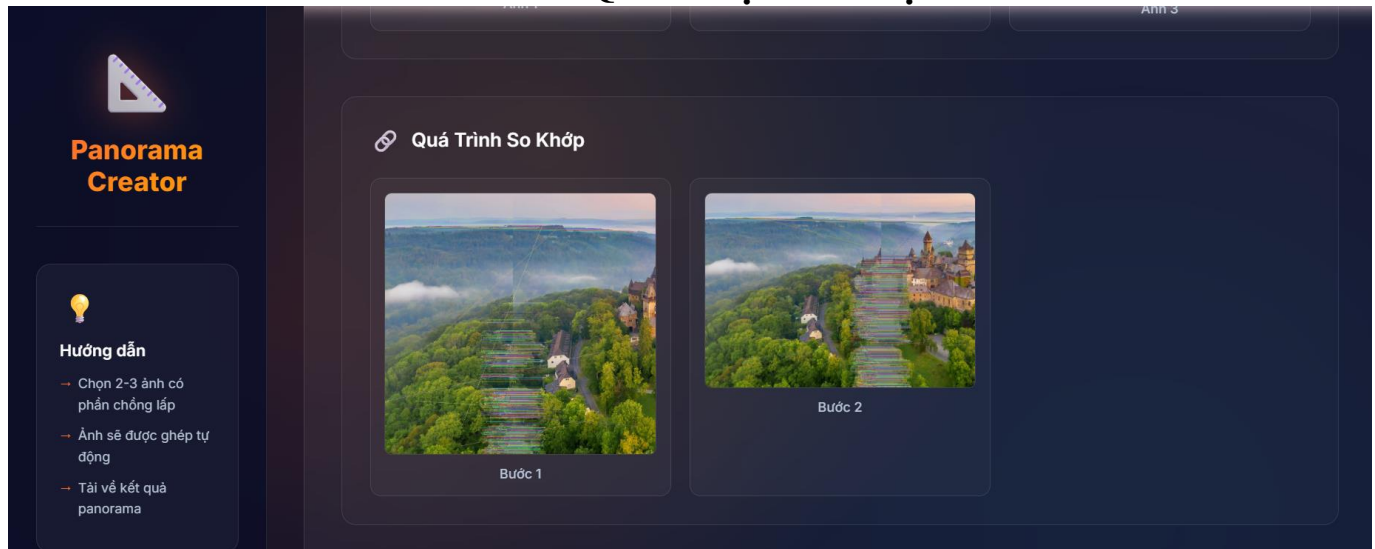 Ảnh 3
Panorama
Creator
Quá Trình So Khớp
Hướng dẫn
→ Chọn 2-3 ảnh có
phần chồng lấp
→ Ảnh sẽ được ghép tự
động
→ Tải về kết quả
panorama
Bước 1
Bước 2